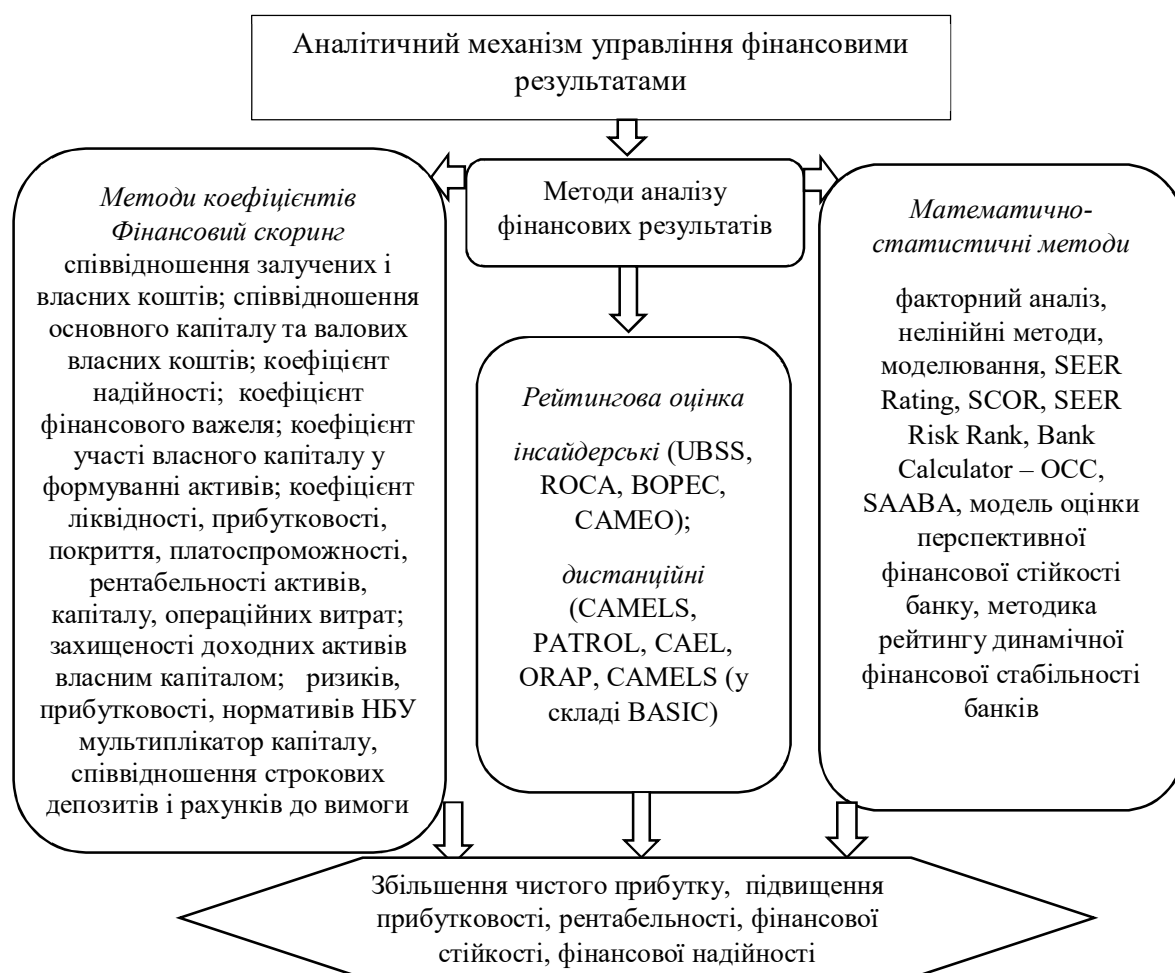 Аналітичний механізм управління фінансовими
результатами
Методи аналізу
фінансових результатів
Методи коефіцієнтів
Фінансовий скоринг
співвідношення залучених і
власних коштів; співвідношення
основного капіталу та валових
власних коштів; коефіцієнт
надійності; коефіцієнт
фінансового важеля; коефіцієнт
участі власного капіталу у
формуванні активів; коефіцієнт
ліквідності, прибутковості,
покриття, платоспроможності,
рентабельності активів,
капіталу, операційних витрат;
захищеності доходних активів
власним капіталом; ризиків,
прибутковості, нормативів НБУ
мультиплікатор капіталу,
співвідношення строкових
депозитів і рахунків до вимоги
Рейтингова оцінка
інсайдерські (UBSS,
ROCA, BOPEC,
CAMEO);
дистанційні
(CAMELS,
PATROL, CAEL,
ORAP, CAMELS (у
складі BASIC)
Математично-
статистичні методи
факторний аналіз,
нелінійні методи,
моделювання, SEER
Rating, SCOR, SEER
Risk Rank, Bank
Calculator – OCC,
SAABA, модель оцінки
перспективної
фінансової стійкості
банку, методика
рейтингу динамічної
фінансової стабільності
банків
Збільшення чистого прибутку, підвищення
прибутковості, рентабельності, фінансової
стійкості, фінансової надійності